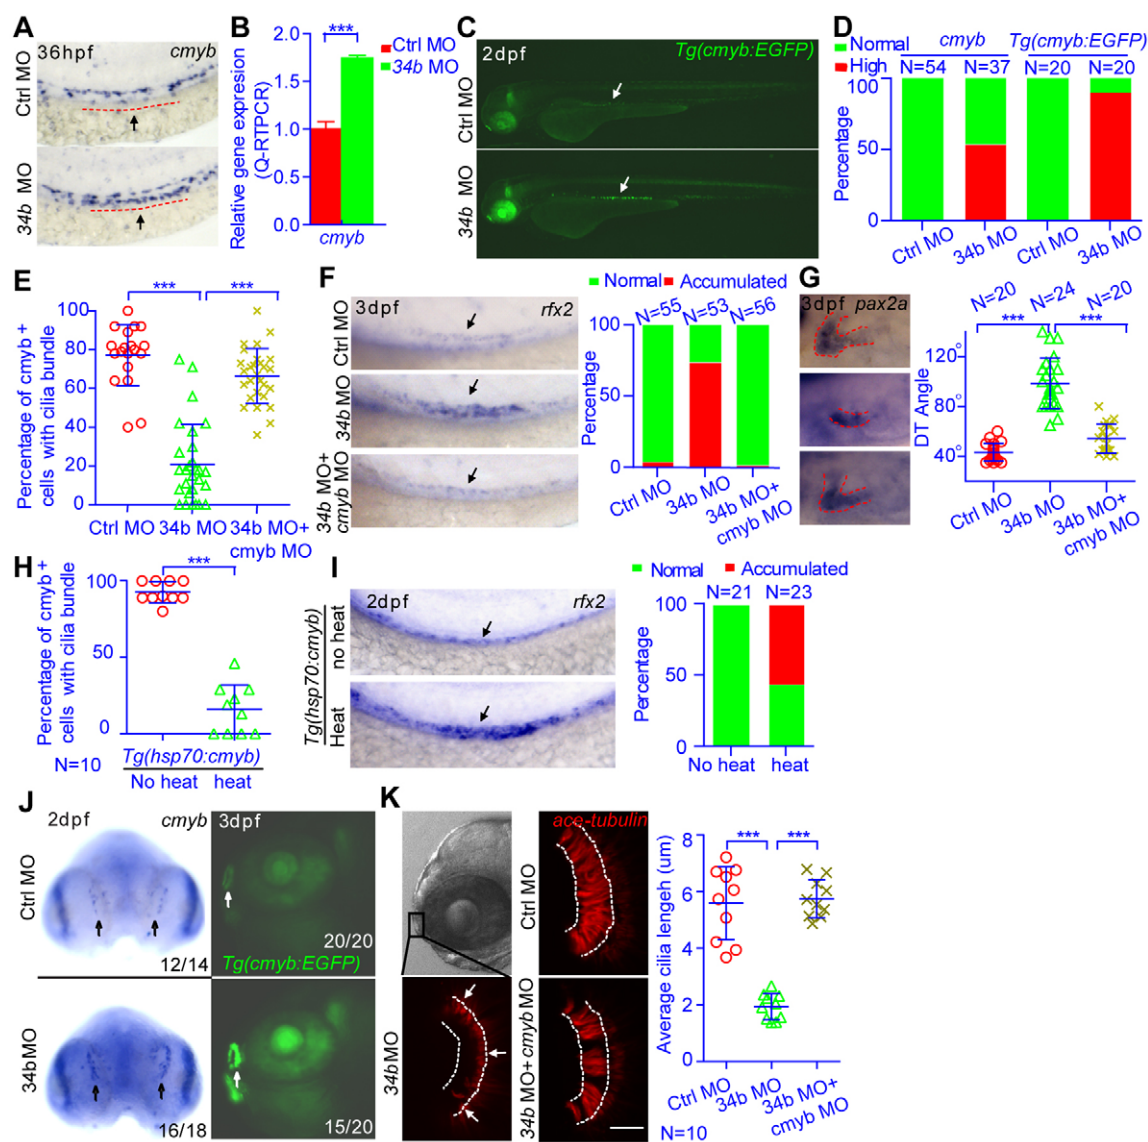 A
36hpf
cmyb
Ctrl MO
34b MO
B
Relative gene expresion
(Q-RTPCR)
2.0
1.5
1.0
0.5
0.0
***
cmyb
Ctrl MO
34b MO
C
2dpf
Tg(cmyb:EGFP)
Ctrl MO
34b MO
D
Normal
High
cmyb
Tg(cmyb:EGFP)
N=54 N=37 N=20 N=20
Percentage
100
50
0
Ctrl MO
34b MO
Ctrl MO
34b MO
E
Percentage of cmyb +
cells with cilia bundle
100
80
60
40
20
0
*** ***
Ctrl MO
34b MO
34b MO+
cmyb MO
F
3dpf
rfx2
Ctrl MO
34b MO
34b MO+
cmyb MO
Normal
Accumulated
N=55 N=53 N=56
Percentage
100
50
0
Ctrl MO
34b MO
34b MO+
cmyb MO
G
3dpf
pax2a
N=20
N=24
N=20
*** ***
DT Angle
120°
80°
40°
Ctrl MO
34b MO
34b MO+
cmyb MO
H
Percentage of cmyb +
cells with cilia bundle
100
50
0
***
Tg(hsp70:cmyb)
N=10
No heat
heat
I
2dpf
rfx2
Tg(hsp70:cmyb)
no heat
Heat
Normal
Accumulated
N=21 N=23
Percentage
100
50
0
No heat
heat
J
2dpf
cmyb
3dpf
Ctrl MO
12/14
20/20
Tg(cmyb:EGFP)
34bMO
16/18
15/20
K
ace-tubulin
Ctrl MO
34bMO
34b MO+cmyb MO
Average cilia lengeh (um)
8
6
4
2
0
*** ***
Ctrl MO
34b MO
34b MO+
cmyb MO
N=10